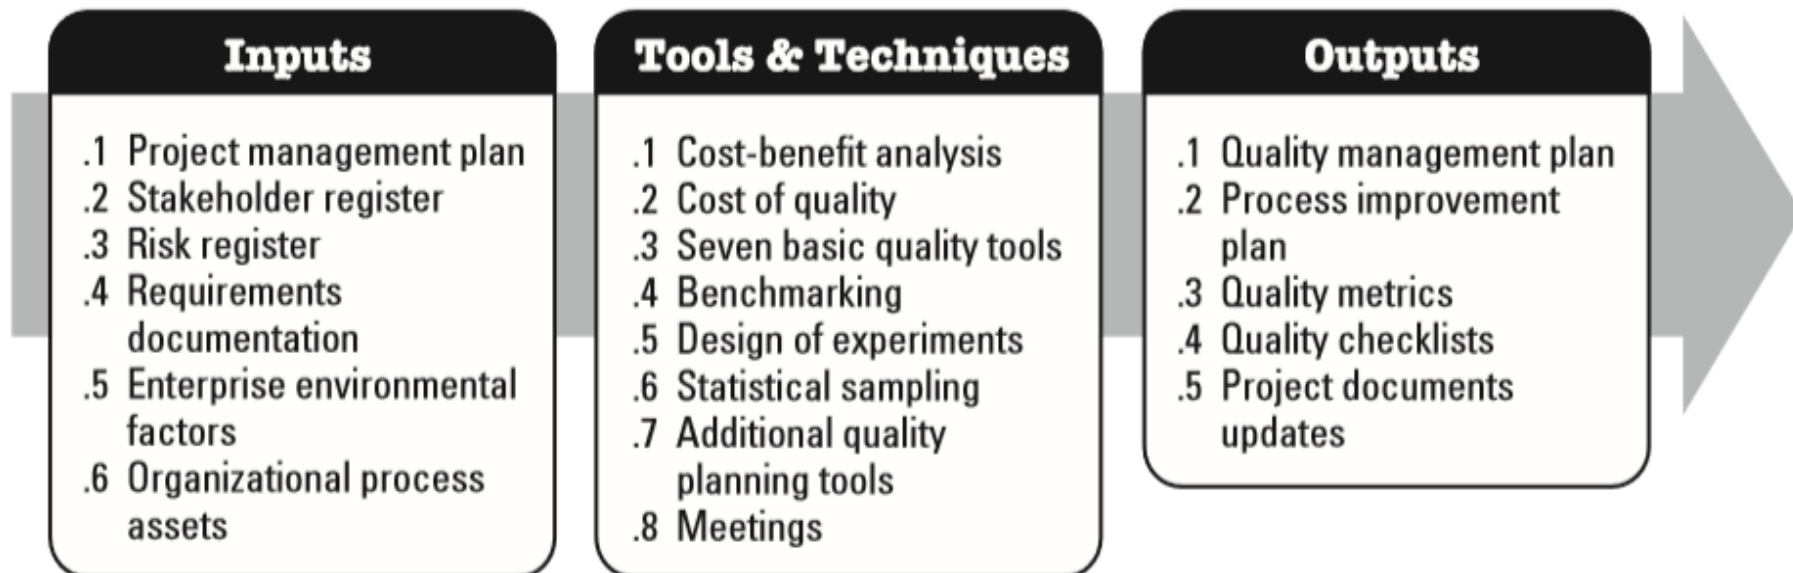 Inputs
.1 Project management plan
.2 Stakeholder register
.3 Risk register
.4 Requirements
documentation
.5 Enterprise environmental
factors
.6 Organizational process
assets
Tools & Techniques
.1 Cost-benefit analysis
.2 Cost of quality
.3 Seven basic quality tools
.4 Benchmarking
.5 Design of experiments
.6 Statistical sampling
.7 Additional quality
planning tools
.8 Meetings
Outputs
.1 Quality management plan
.2 Process improvement
plan
.3 Quality metrics
.4 Quality checklists
.5 Project documents
updates